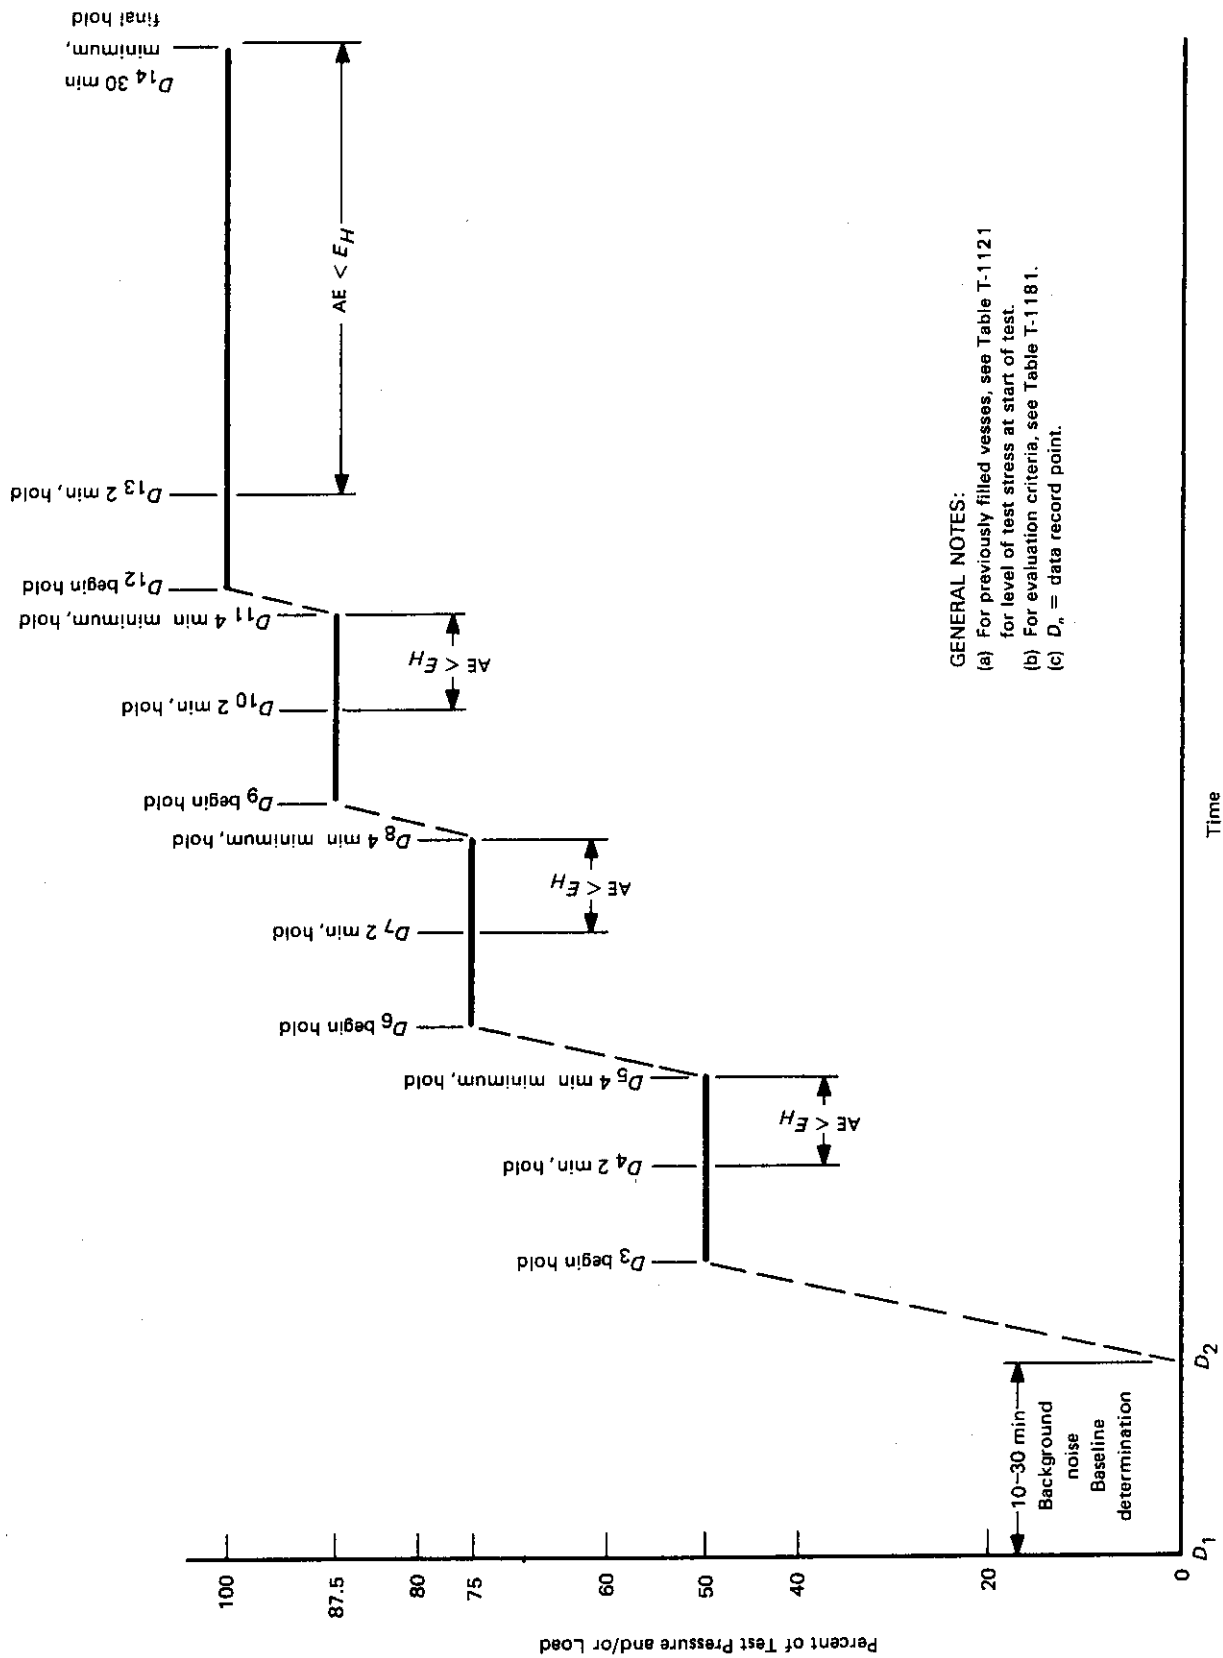 D14 30 min
minimum,
final hold
D13 2 min, hold
D12 begin hold
D11 4 min minimum, hold
D10 2 min, hold
D9 begin hold
D8 4 min minimum, hold
D7 2 min, hold
D6 begin hold
D5 4 min minimum, hold
D4 2 min, hold
D3 begin hold
AE < EH
AE < EH
AE < EH
AE < EH
GENERAL NOTES:
(a) For previously filled vesses, see Table T-1121
for level of test stress at start of test.
(b) For evaluation criteria, see Table T-1181.
(c) Dn = data record point.
10–30 min
Background
noise
Baseline
determination
100
87.5
80
75
60
50
40
20
0
Percent of Test Pressure and/or Load
D1
D2
Time